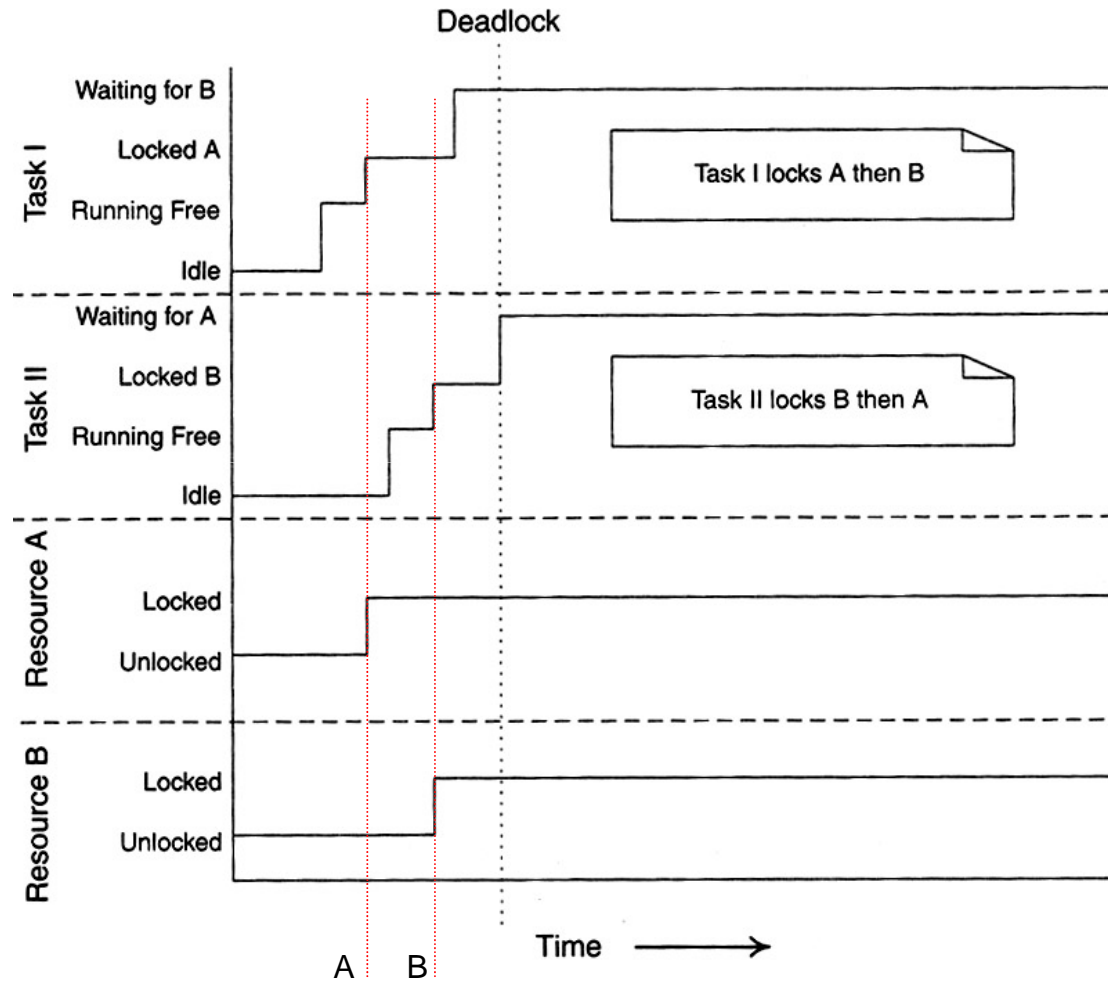 Deadlock
Task I
Waiting for B
Locked A
Running Free
Idle
Task I locks A then B
Task II
Waiting for A
Locked B
Running Free
Idle
Task II locks B then A
Resource A
Locked
Unlocked
Resource B
Locked
Unlocked
Time
A
B